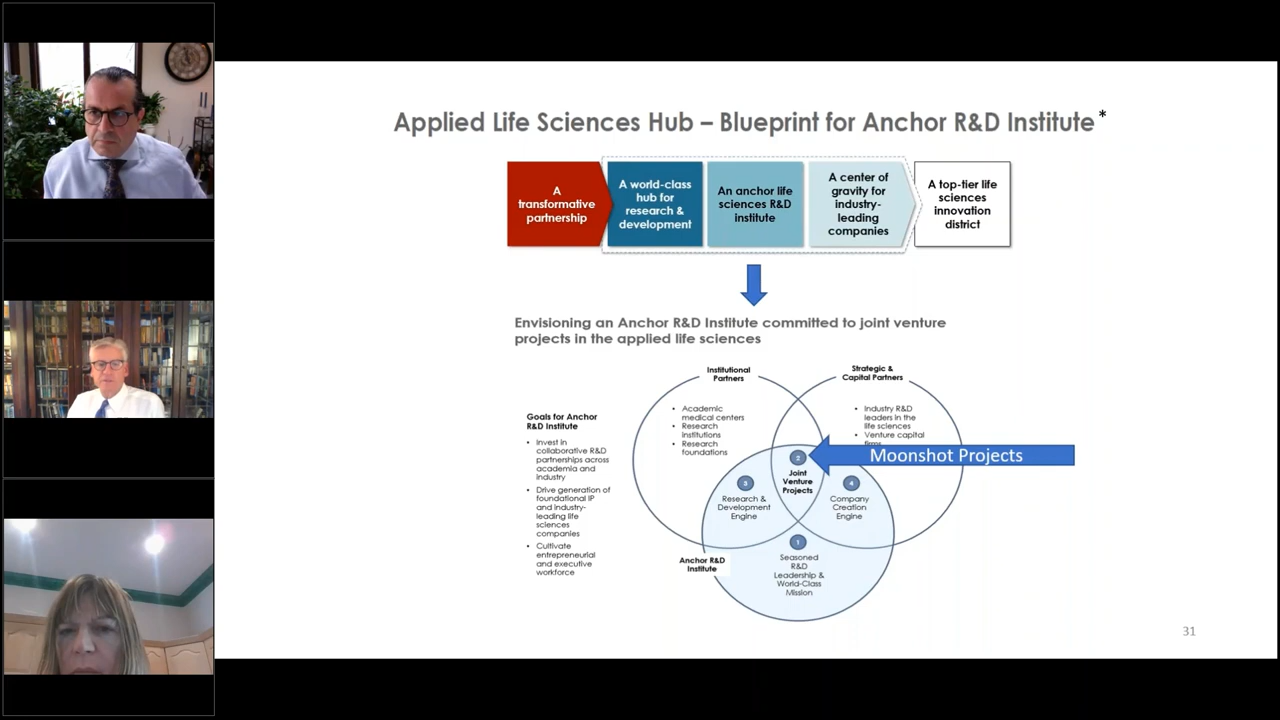 Applied Life Sciences Hub – Blueprint for Anchor R&D Institute*
A
transformative
partnership
A world-class
hub for
research &
development
An anchor life
sciences R&D
institute
A center of
gravity for
industry-
leading
companies
A top-tier life
sciences
innovation
district
Envisioning an Anchor R&D Institute committed to joint venture
projects in the applied life sciences
Goals for Anchor
R&D Institute
• Invest in
collaborative R&D
partnerships across
academia and
industry
• Drive generation of
foundational IP
and industry-
leading life
sciences
companies
• Cultivate
entrepreneurial
and executive
workforce
Institutional
Partners
• Academic
medical centers
• Research
institutions
• Research
foundations
Strategic &
Capital Partners
• Industry R&D
leaders in the
life sciences
• Venture capital
firms
Moonshot Projects
2
Joint
Venture
Projects
3
Research &
Development
Engine
4
Company
Creation
Engine
1
Seasoned
R&D
Leadership &
World-Class
Mission
Anchor R&D
Institute
31